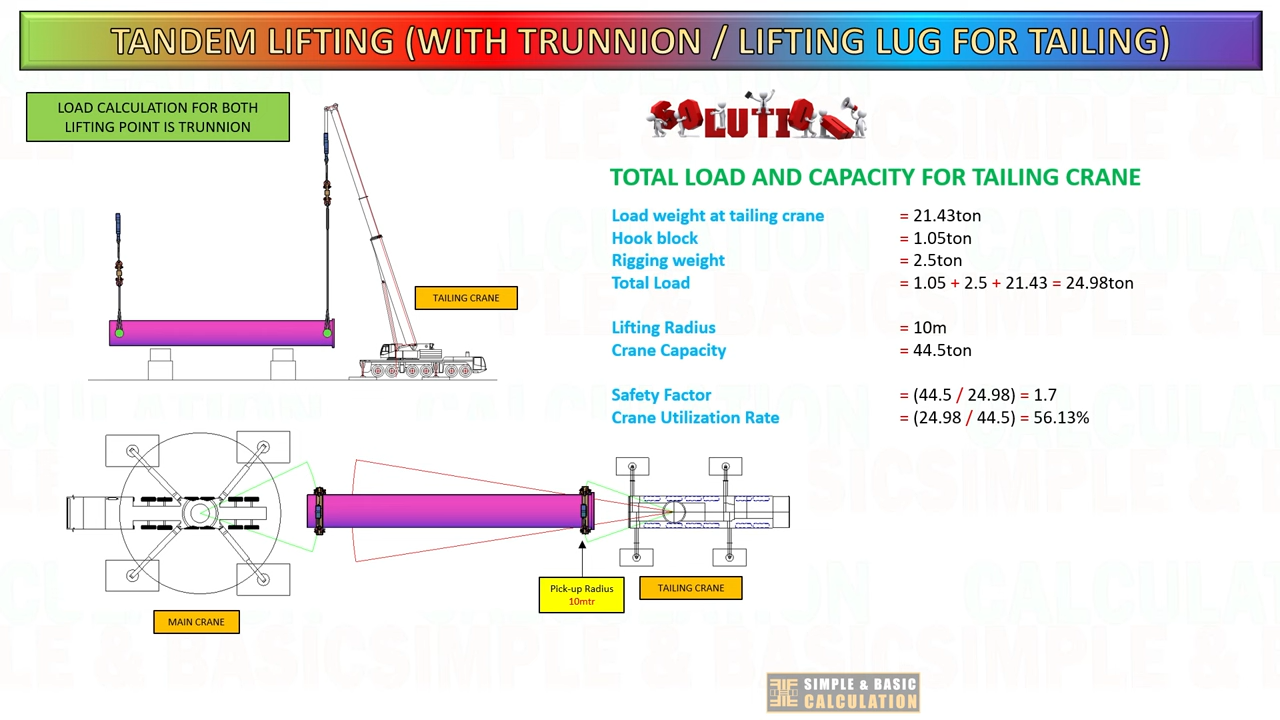 TANDEM LIFTING (WITH TRUNNION / LIFTING LUG FOR TAILING)
LOAD CALCULATION FOR BOTH
LIFTING POINT IS TRUNNION
SOLUTION
TOTAL LOAD AND CAPACITY FOR TAILING CRANE
Load weight at tailing crane = 21.43ton
Hook block = 1.05ton
Rigging weight = 2.5ton
Total Load = 1.05 + 2.5 + 21.43 = 24.98ton
Lifting Radius = 10m
Crane Capacity = 44.5ton
Safety Factor = (44.5 / 24.98) = 1.7
Crane Utilization Rate = (24.98 / 44.5) = 56.13%
TAILING CRANE
Pick-up Radius
10mtr
TAILING CRANE
MAIN CRANE
SIMPLE & BASIC
CALCULATION